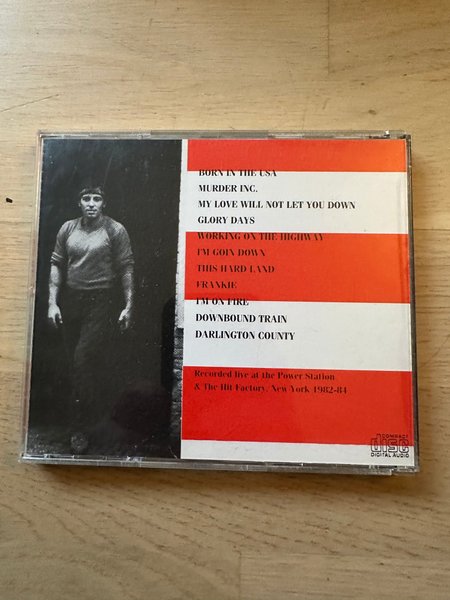 BORN IN THE USA
MURDER INC.
MY LOVE WILL NOT LET YOU DOWN
GLORY DAYS
WORKING ON THE HIGHWAY
I'M GOIN DOWN
THIS HARD LAND
FRANKIE
I'M ON FIRE
DOWNBOUND TRAIN
DARLINGTON COUNTY
Recorded live at the Power Station
& The Hit Factory, New York 1982-84
COMPACT
disc
DIGITAL AUDIO